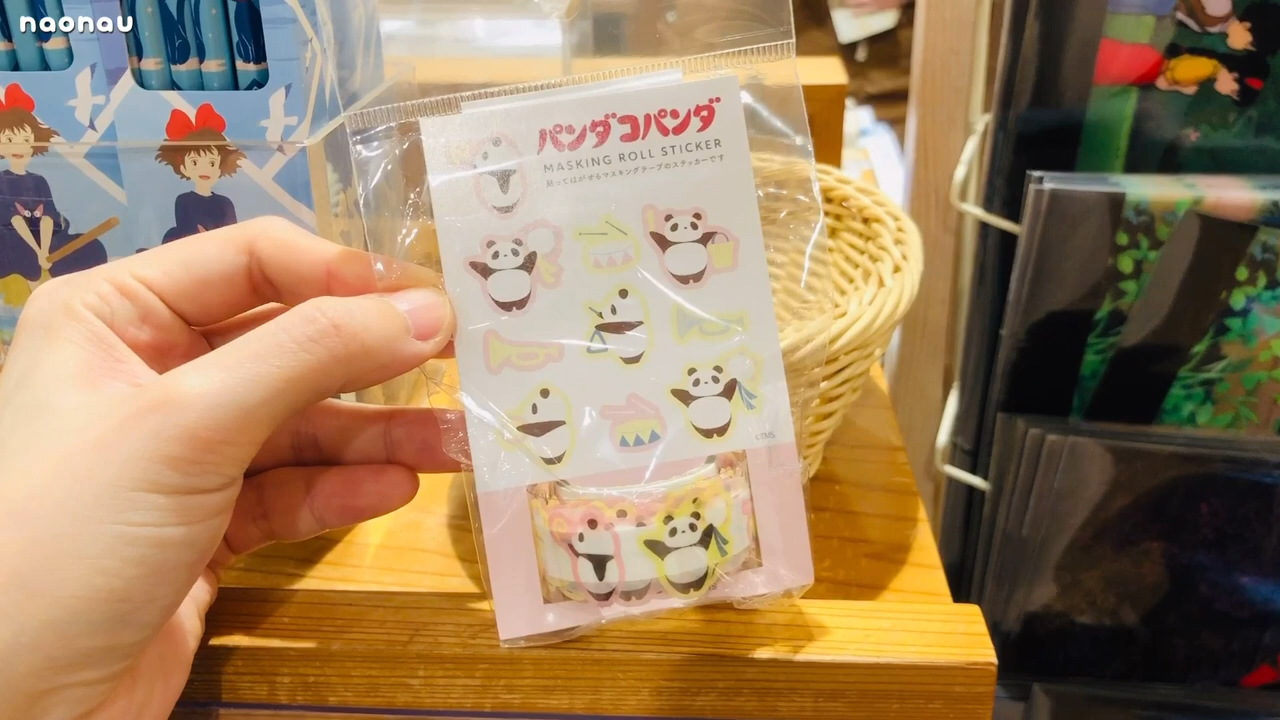 naonau
パンダコパンダ
MASKING ROLL STICKER
貼ってはがせるマスキングテープのステッカーです
©TMS